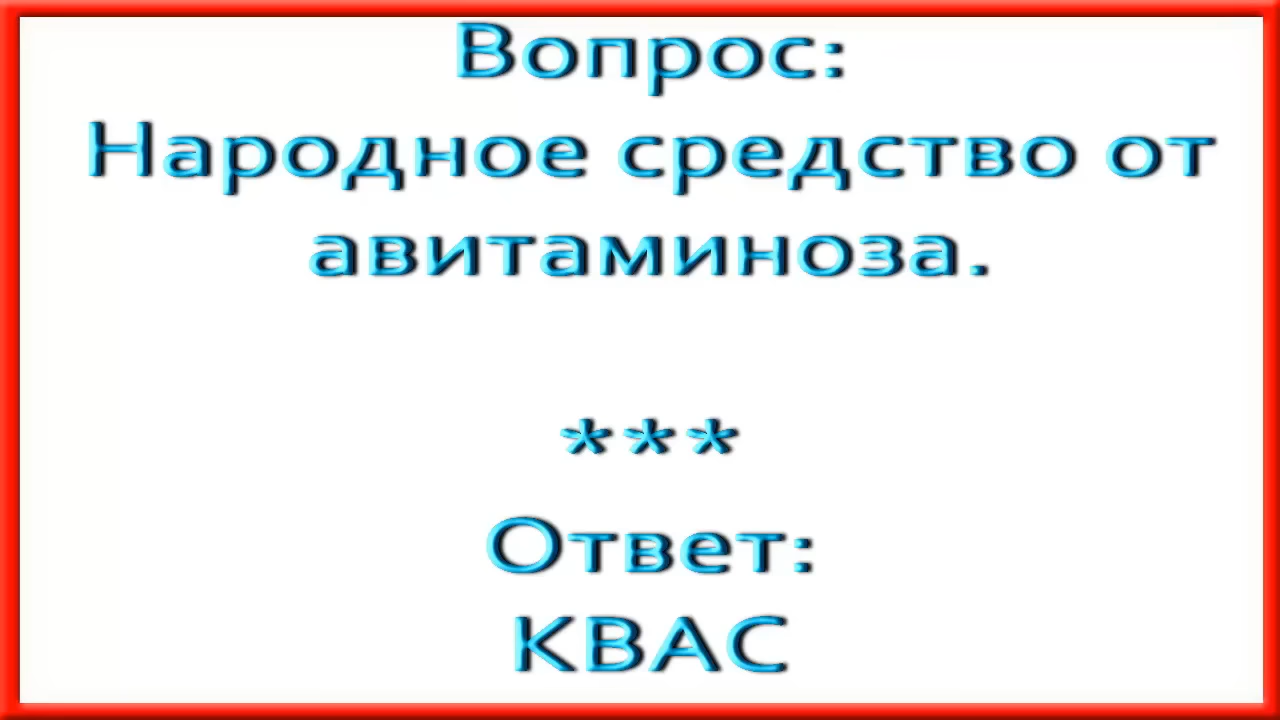 Вопрос:
Народное средство от
авитаминоза.
***
Ответ:
КВАС